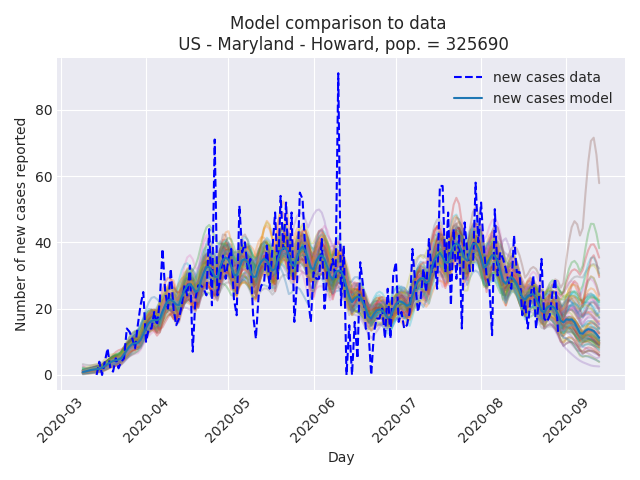 Model comparison to data
US - Maryland - Howard, pop. = 325690
new cases data
new cases model
Number of new cases reported
80
60
40
20
0
2020-03
2020-04
2020-05
2020-06
2020-07
2020-08
2020-09
Day